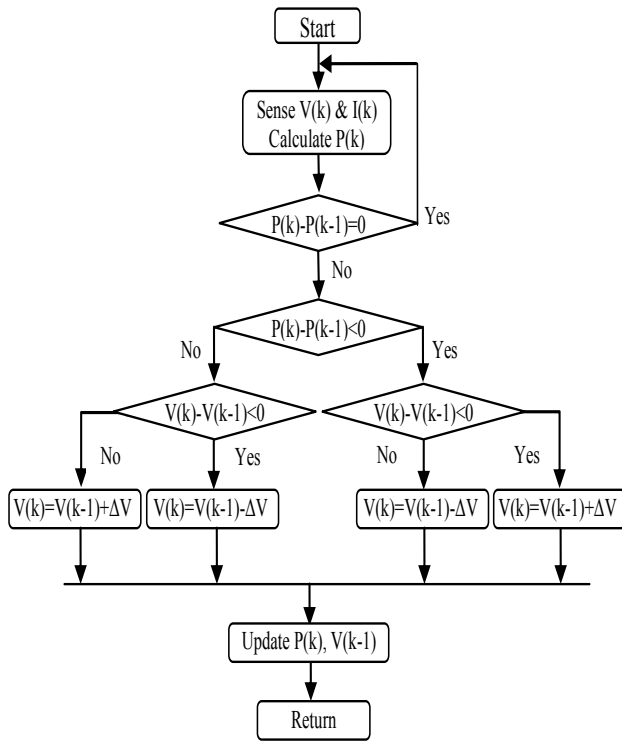 Start
Sense V(k) & I(k)
Calculate P(k)
P(k)-P(k-1)=0
Yes
No
P(k)-P(k-1)<0
No
Yes
V(k)-V(k-1)<0
V(k)-V(k-1)<0
No
Yes
No
Yes
V(k)=V(k-1)+ΔV
V(k)=V(k-1)-ΔV
V(k)=V(k-1)-ΔV
V(k)=V(k-1)+ΔV
Update P(k), V(k-1)
Return